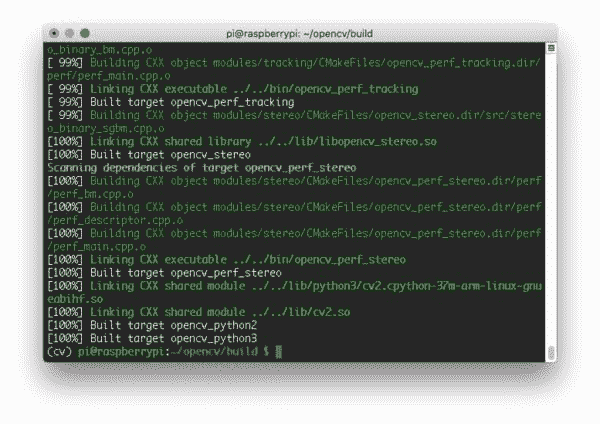 pi@raspberrypi: ~/opencv/build
o_binary_bm.cpp.o
[ 99%] Building CXX object modules/tracking/CMakeFiles/opencv_perf_tracking.dir/
perf/perf_main.cpp.o
[ 99%] Linking CXX executable ../../bin/opencv_perf_tracking
[ 99%] Built target opencv_perf_tracking
[ 99%] Building CXX object modules/stereo/CMakeFiles/opencv_stereo.dir/src/stere
o_binary_sgbm.cpp.o
[100%] Linking CXX shared library ../../lib/libopencv_stereo.so
[100%] Built target opencv_stereo
Scanning dependencies of target opencv_perf_stereo
[100%] Building CXX object modules/stereo/CMakeFiles/opencv_perf_stereo.dir/perf
/perf_bm.cpp.o
[100%] Building CXX object modules/stereo/CMakeFiles/opencv_perf_stereo.dir/perf
/perf_descriptor.cpp.o
[100%] Building CXX object modules/stereo/CMakeFiles/opencv_perf_stereo.dir/perf
/perf_main.cpp.o
[100%] Linking CXX executable ../../bin/opencv_perf_stereo
[100%] Built target opencv_perf_stereo
[100%] Linking CXX shared module ../../lib/python3/cv2.cpython-37m-arm-linux-gnu
eabihf.so
[100%] Linking CXX shared module ../../lib/cv2.so
[100%] Built target opencv_python2
[100%] Built target opencv_python3
(cv) pi@raspberrypi:~/opencv/build $